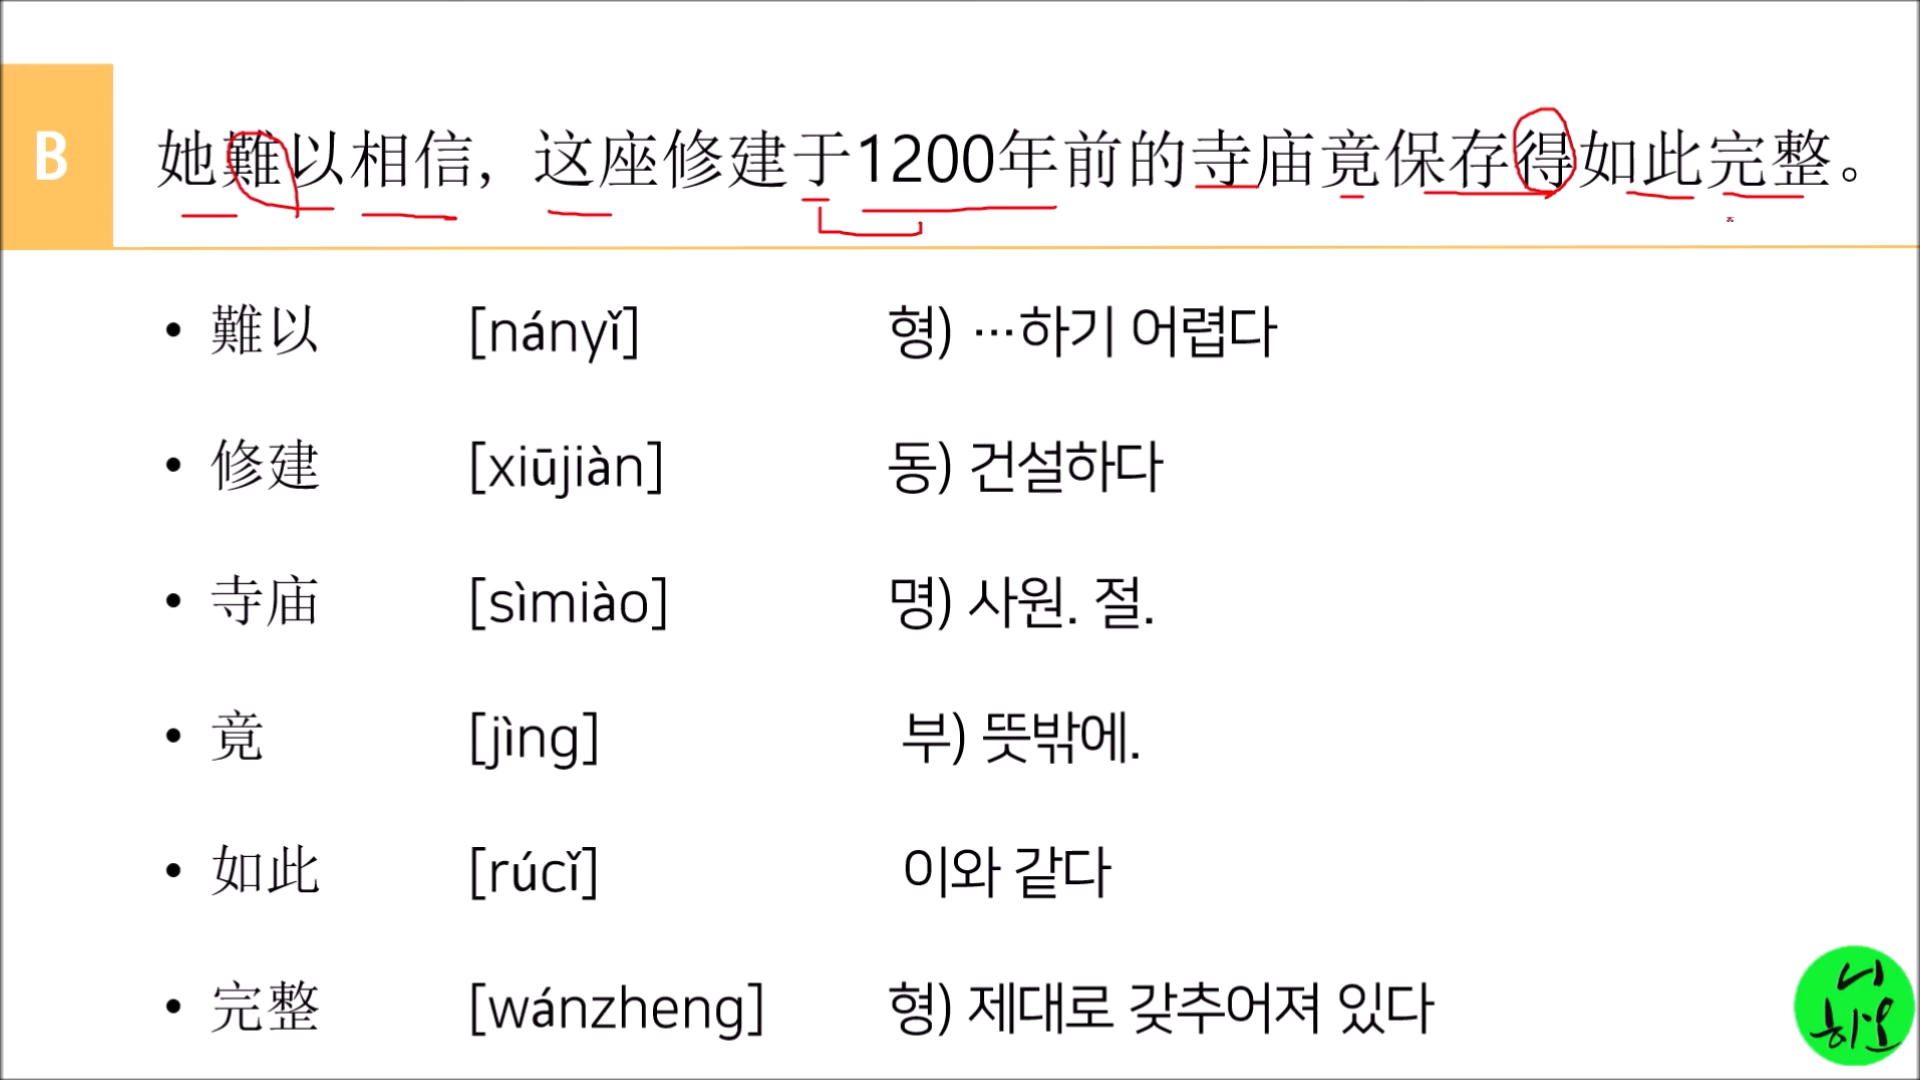 B
她難以相信，这座修建于1200年前的寺庙竟保存得如此完整。
• 難以 [nányǐ] 형) …하기 어렵다
• 修建 [xiūjiàn] 동) 건설하다
• 寺庙 [sìmiào] 명) 사원. 절.
• 竟 [jìng] 부) 뜻밖에.
• 如此 [rúcǐ] 이와 같다
• 完整 [wánzheng] 형) 제대로 갖추어져 있다
니
하오